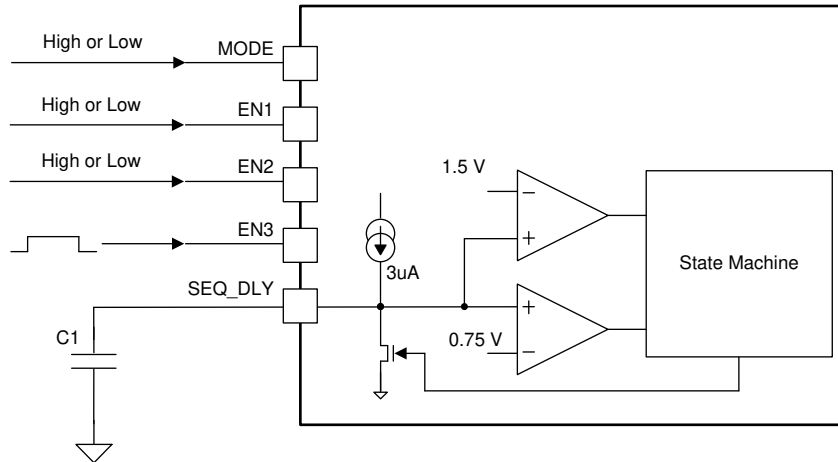 High or Low
MODE
High or Low
EN1
High or Low
EN2
EN3
SEQ_DLY
C1
3uA
1.5 V
0.75 V
State Machine
−
+
+
−